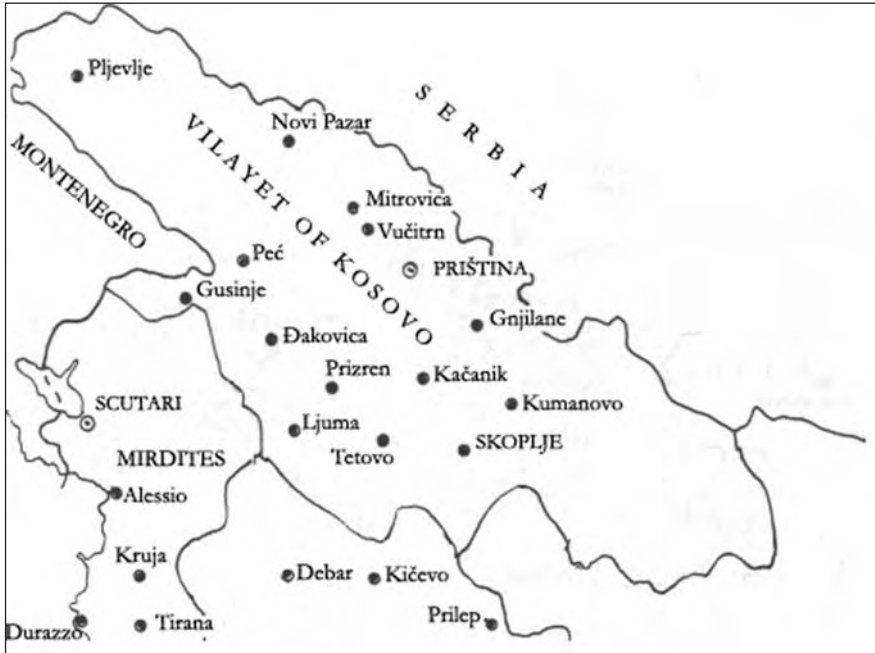 Pljevlje
SERBIA
Novi Pazar
VILAYET OF KOSOVO
MONTENEGRO
Mitrovica
Vučitrn
Peć
PRIŠTINA
Gusinje
Gnjilane
Đakovica
Prizren
Kačanik
SCUTARI
Kumanovo
Ljuma
Tetovo
SKOPLJE
MIRDITES
Alessio
Kruja
Debar
Kičevo
Durazzo
Tirana
Prilep